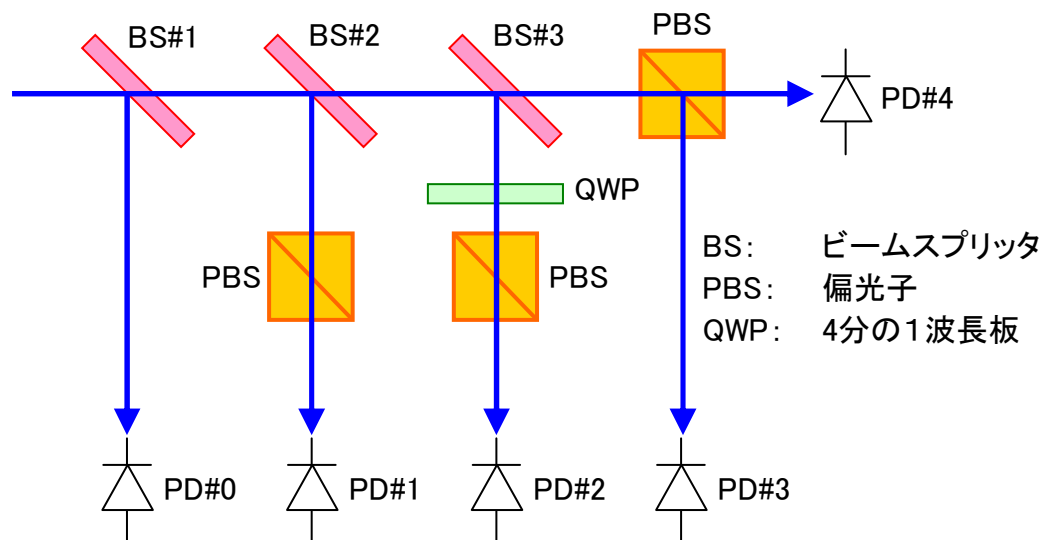 BS#1
BS#2
BS#3
PBS
PD#4
QWP
PBS
PBS
BS: ビームスプリッタ
PBS: 偏光子
QWP: 4分の1波長板
PD#0
PD#1
PD#2
PD#3